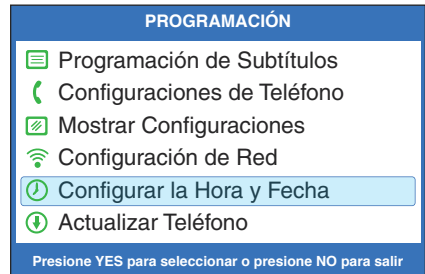 PROGRAMACIÓN
Programación de Subtítulos
Configuraciones de Teléfono
Mostrar Configuraciones
Configuración de Red
Configurar la Hora y Fecha
Actualizar Teléfono
Presione YES para seleccionar o presione NO para salir